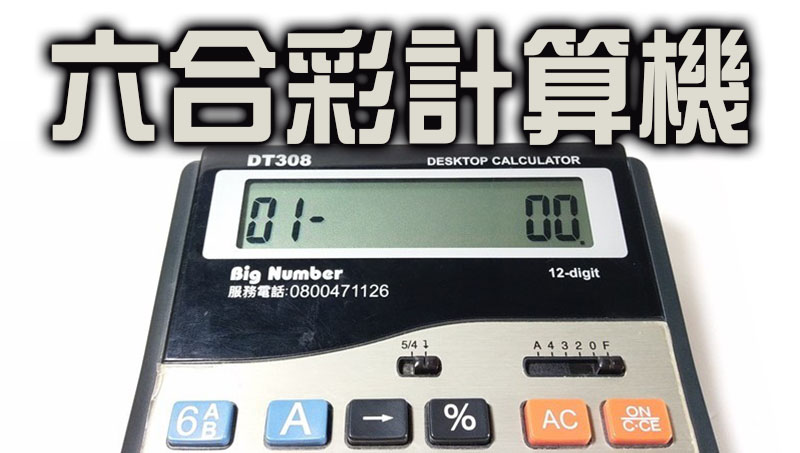 六合彩計算機
DT308 DESKTOP CALCULATOR
01- 00.
Big Number 12-digit
服務電話:0800471126
5/4 ↴ A 4 3 2 0 F
6 A B A → % AC ON C·CE